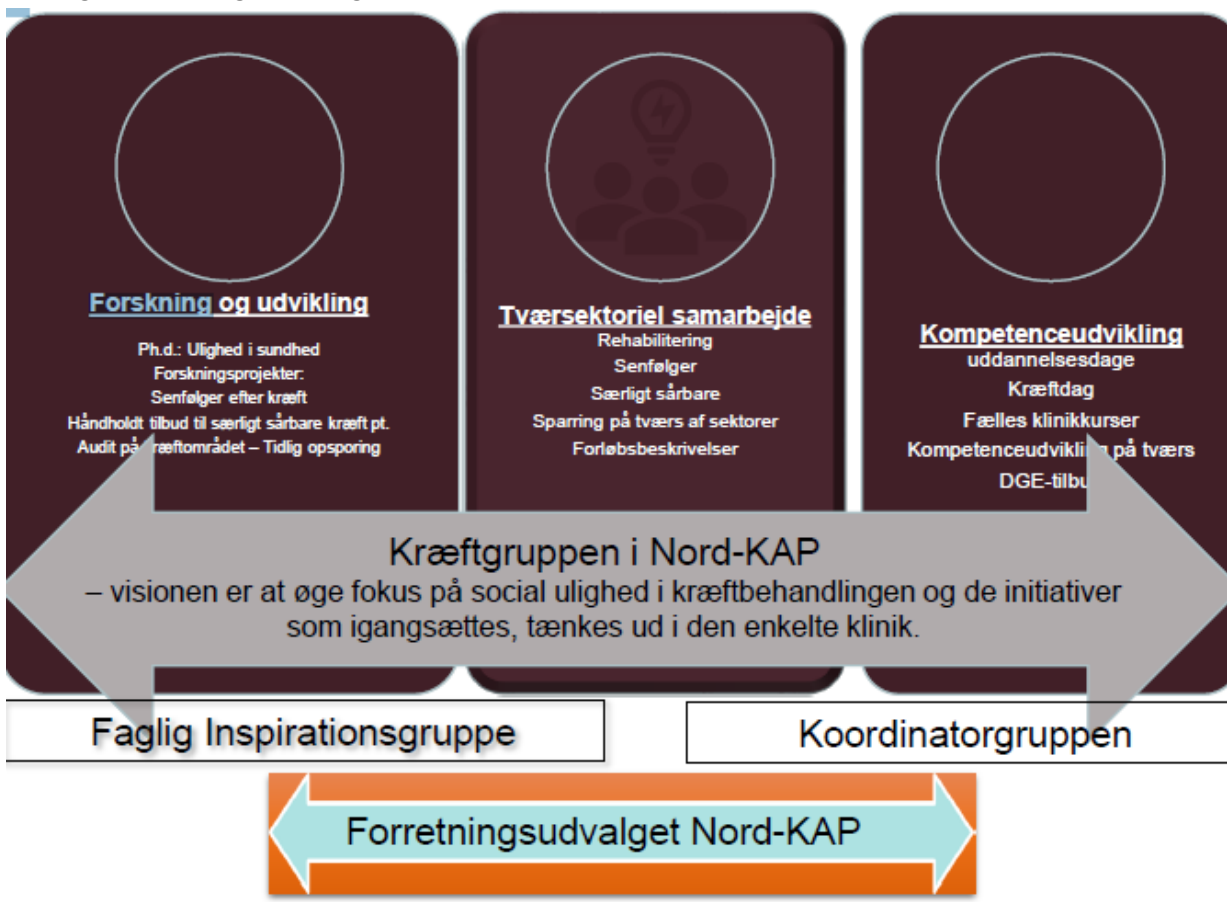 Forskning og udvikling
Ph.d.: Ulighed i sundhed
Forskningsprojekter:
Senfølger efter kræft
Håndholdt tilbud til særligt sårbare kræft pt.
Audit på kræftområdet – Tidlig opsporing
Tværsektoriel samarbejde
Rehabilitering
Senfølger
Særligt sårbare
Sparring på tværs af sektorer
Forløbsbeskrivelser
Kompetenceudvikling
uddannelsesdage
Kræftdag
Fælles klinikkurser
Kompetenceudvikling på tværs
DGE-tilbud
Kræftgruppen i Nord-KAP
– visionen er at øge fokus på social ulighed i kræftbehandlingen og de initiativer
som igangsættes, tænkes ud i den enkelte klinik.
Faglig Inspirationsgruppe
Koordinatorgruppen
Forretningsudvalget Nord-KAP